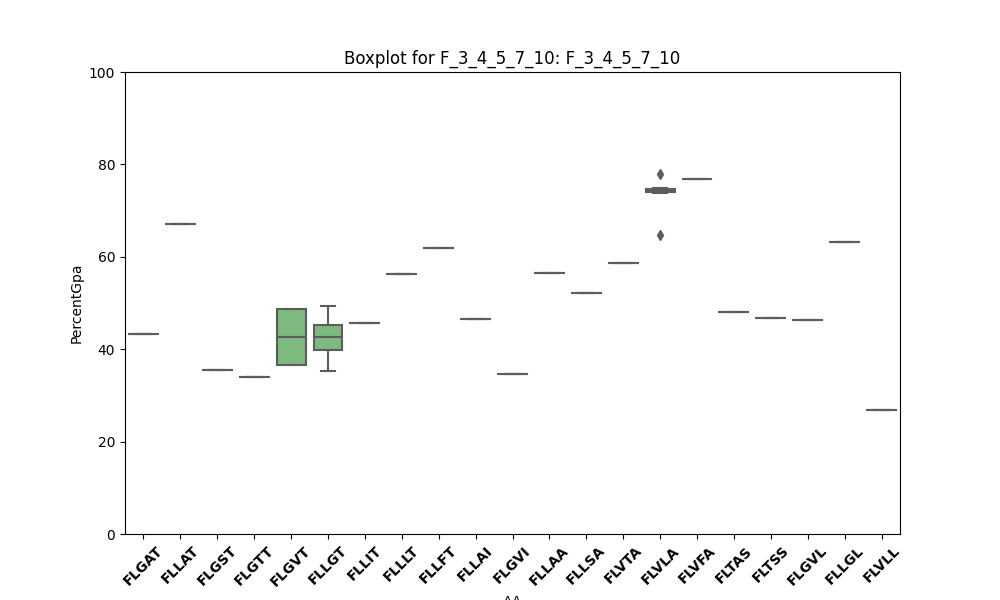 Boxplot for F_3_4_5_7_10: F_3_4_5_7_10
PercentGpa
100
80
60
40
20
0
FLGAT
FLLAT
FLGST
FLGTT
FLGVT
FLLGT
FLLIT
FLLLT
FLLFT
FLLAI
FLGVI
FLLAA
FLLSA
FLVTA
FLVLA
FLVFA
FLTAS
FLTSS
FLGVL
FLLGL
FLVLL
AA